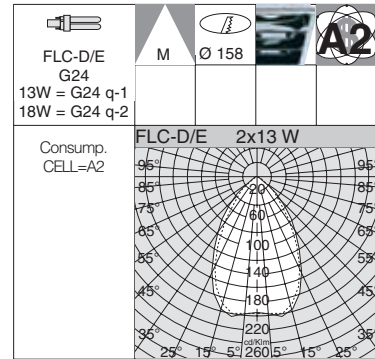 FLC-D/E
G24
13W = G24 q-1
18W = G24 q-2
M
Ø 158
A2
Consump.
CELL=A2
FLC-D/E 2x13 W
95° 95°
85° 85°
75° 75°
65° 65°
55° 55°
45° 45°
35° 35°
20
60
100
140
180
220
cd/Klm
25° 15° 5° 260 5° 15° 25°